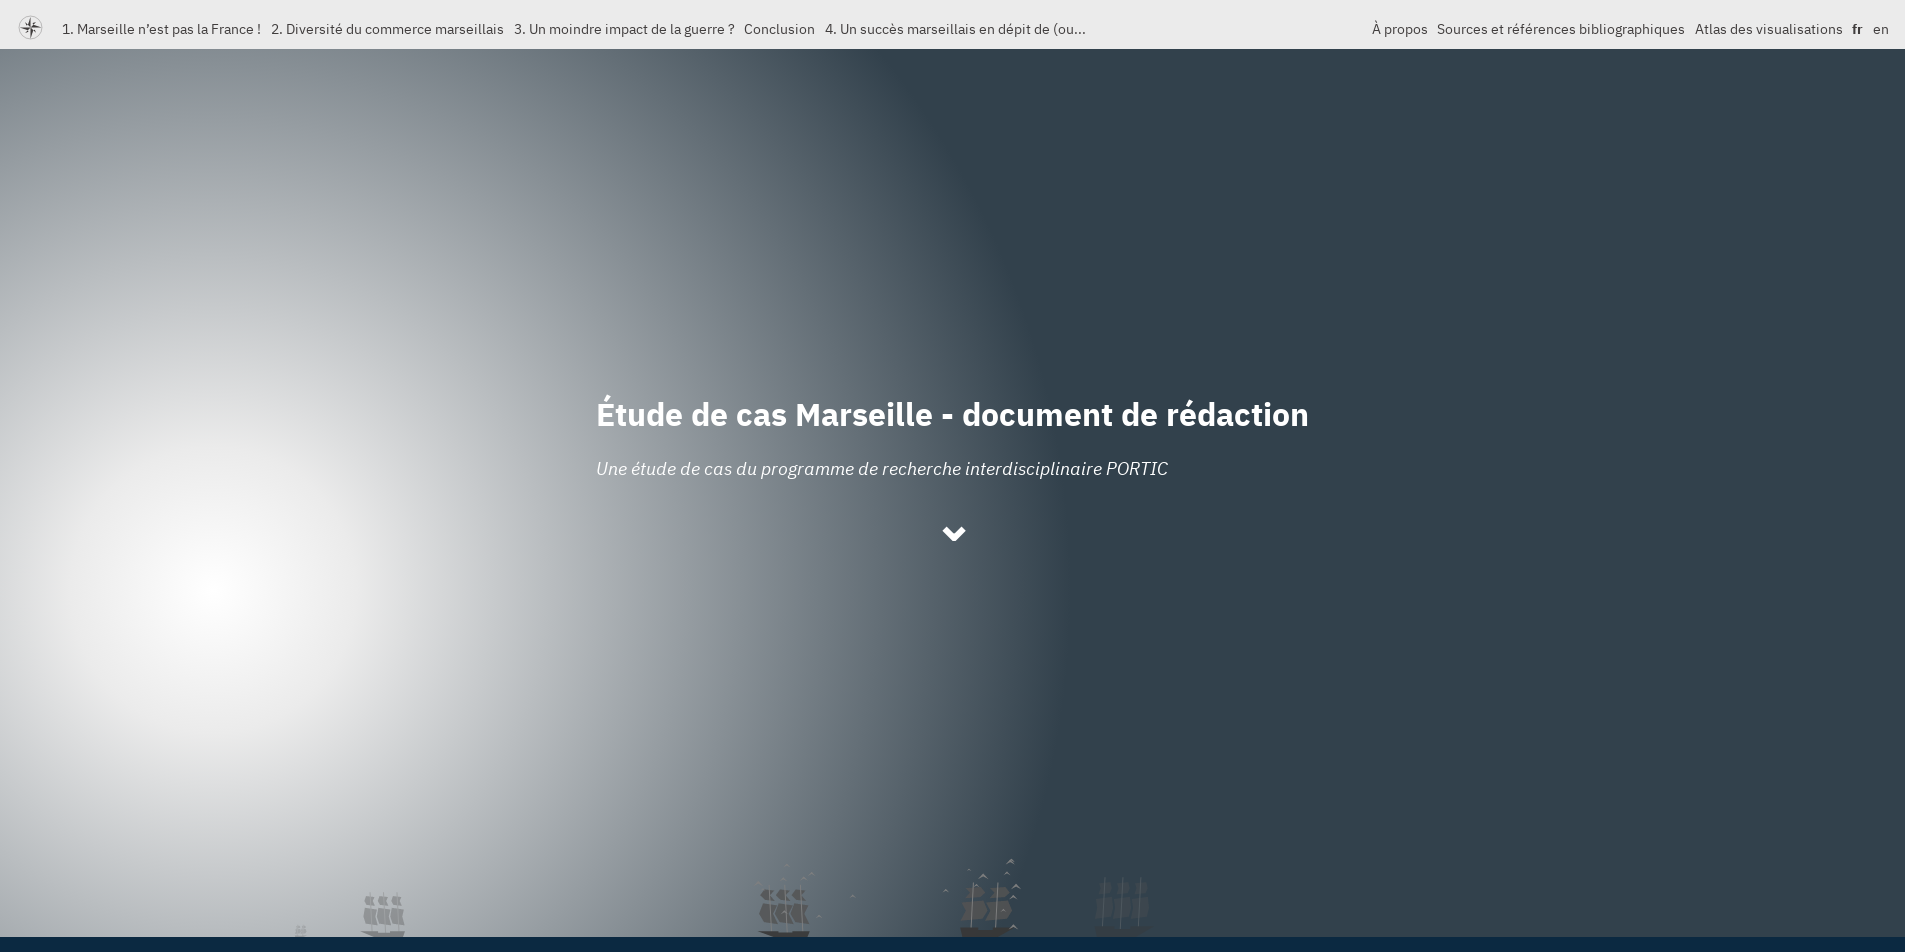 1. Marseille n’est pas la France ! 2. Diversité du commerce marseillais 3. Un moindre impact de la guerre ? Conclusion 4. Un succès marseillais en dépit de (ou... À propos Sources et références bibliographiques Atlas des visualisations fr en
Étude de cas Marseille - document de rédaction
Une étude de cas du programme de recherche interdisciplinaire PORTIC